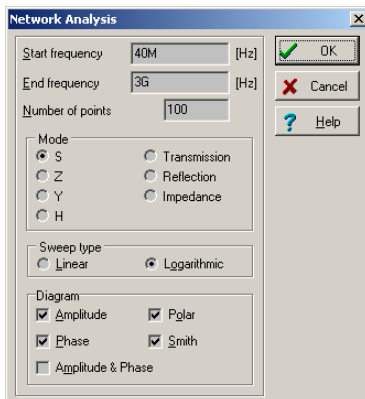 Network Analysis
Start frequency 40M [Hz] OK
End frequency 3G [Hz] Cancel
Number of points 100 Help
Mode
S Transmission
Z Reflection
Y Impedance
H
Sweep type
Linear Logarithmic
Diagram
Amplitude Polar
Phase Smith
Amplitude & Phase